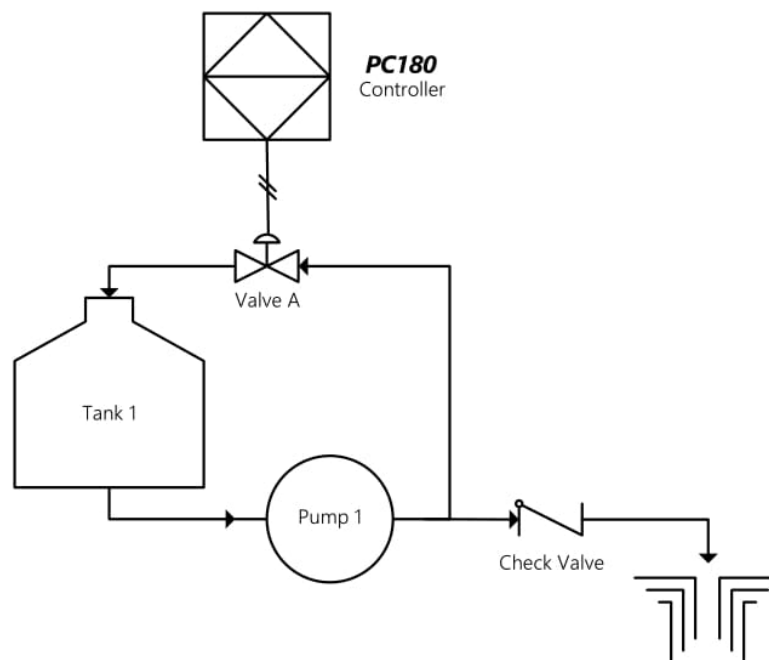 PC180
Controller
Valve A
Tank 1
Pump 1
Check Valve